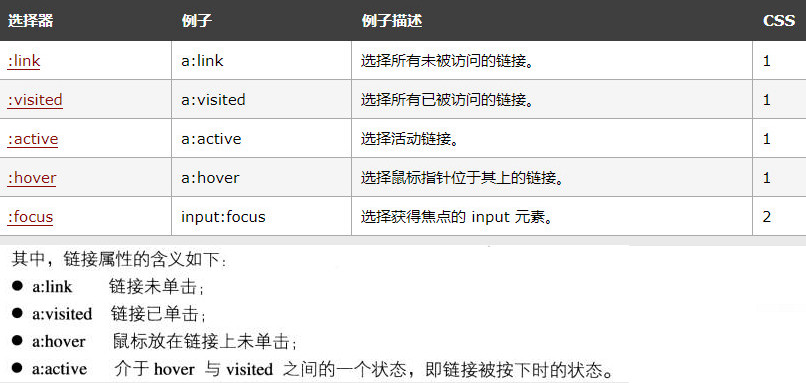 选择器 例子 例子描述 CSS
:link a:link 选择所有未被访问的链接。 1
:visited a:visited 选择所有已被访问的链接。 1
:active a:active 选择活动链接。 1
:hover a:hover 选择鼠标指针位于其上的链接。 1
:focus input:focus 选择获得焦点的 input 元素。 2
其中，链接属性的含义如下：
● a:link 链接未单击；
● a:visited 链接已单击；
● a:hover 鼠标放在链接上未单击；
● a:active 介于 hover 与 visited 之间的一个状态，即链接被按下时的状态。